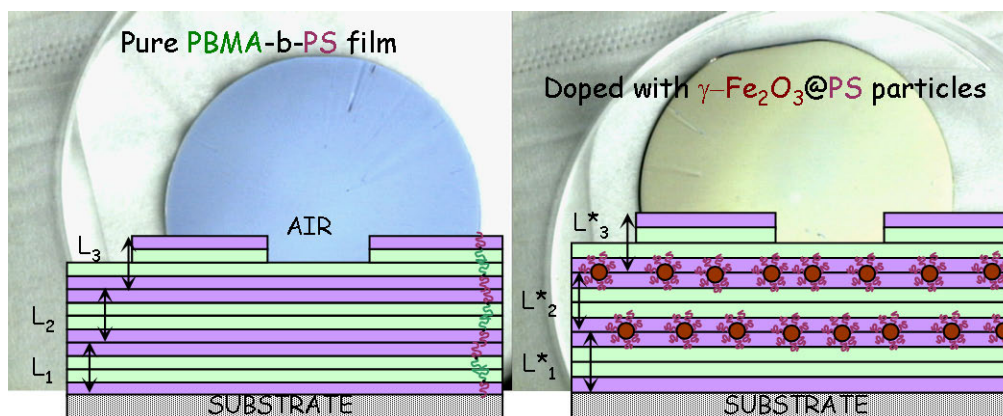 Pure PBMA-b-PS film
AIR
L₃
L₂
L₁
SUBSTRATE
Doped with γ-Fe₂O₃@PS particles
L*₃
L*₂
L*₁
SUBSTRATE